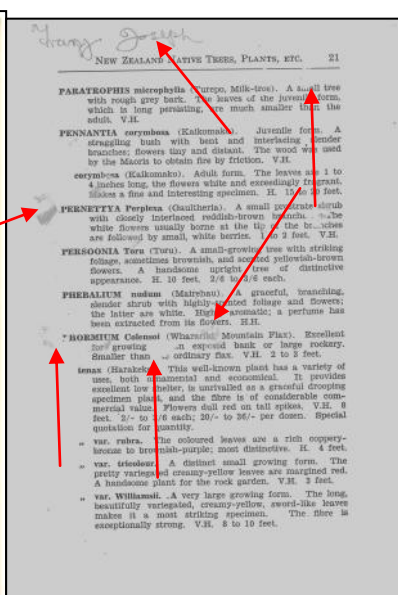 Franz Joseph
NEW ZEALAND NATIVE TREES, PLANTS, ETC. 21
PARATROPHIS microphylla (Turepo, Milk-tree). A small tree
with rough grey bark. The leaves of the juvenile form,
which is long persisting, are much smaller than the
adult. V.H.
PENNANTIA corymbosa (Kaikomako). Juvenile form. A
straggling bush with bent and interlacing slender
branches; flowers tiny and distant. The wood was used
by the Maoris to obtain fire by friction. V.H.
corymbosa (Kaikomako). Adult form. The leaves are 1 to
4 inches long, the flowers white and exceedingly fragrant.
Makes a fine and interesting specimen. H. 15 to feet.
PERNETTYA Perplexa (Gaultheria). A small prostrate shrub
with closely interlaced reddish-brown branch The
white flowers usually borne at the tip of the br ches
are followed by small, white berries. 1 to 2 feet. V.H.
PERSOONIA Toru (Toru). A small-growing tree with striking
foliage, sometimes brownish, and scented yellowish-brown
flowers. A handsome upright tree of distinctive
appearance. H. 10 feet. 2/6 to 3/6 each.
PHEBALIUM nudum (Mairehau). A graceful, branching,
slender shrub with highly-scented foliage and flowers;
the latter are white. Highly aromatic; a perfume has
been extracted from its flowers. H.H.
PHORMIUM Colensoi (Wharariki, Mountain Flax). Excellent
for growing on exposed bank or large rockery.
Smaller than ordinary flax. V.H. 2 to 3 feet.
tenax (Harakeke). This well-known plant has a variety of
uses, both ornamental and economical. It provides
excellent low shelter, is unrivalled as a graceful drooping
specimen plant, and the fibre is of considerable com-
mercial value. Flowers dull red on tall spikes. V.H. 8
feet. 2/- to /6 each; 20/- to 36/- per dozen. Special
quotation for quantity.
„ var. rubra. The coloured leaves are a rich coppery-
bronze to brownish-purple; most distinctive. H. 4 feet.
„ var. tricolour. A distinct small growing form. The
pretty variegated creamy-yellow leaves are margined red.
A handsome plant for the rock garden. V.H. 3 feet.
„ var. Williamsii. A very large growing form. The long,
beautifully variegated, creamy-yellow, sword-like leaves
makes it a most striking specimen. The fibre is
exceptionally strong. V.H. 8 to 10 feet.